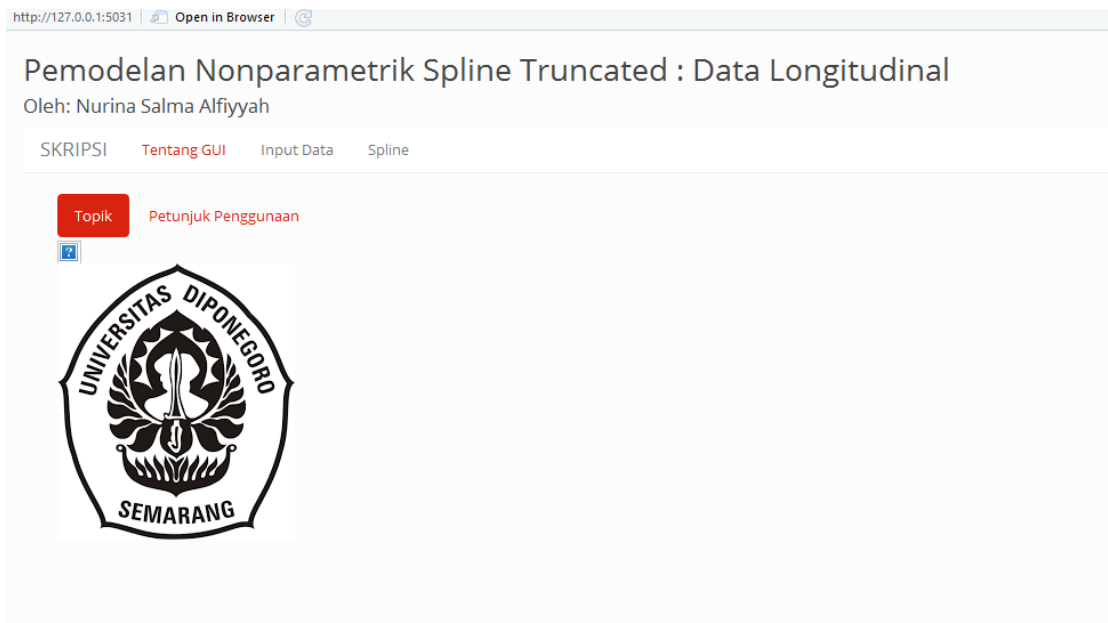 http://127.0.0.1:5031 Open in Browser
Pemodelan Nonparametrik Spline Truncated : Data Longitudinal
Oleh: Nurina Salma Alfiyyah
SKRIPSI Tentang GUI Input Data Spline
Topik Petunjuk Penggunaan
?
UNIVERSITAS DIPONEGORO
SEMARANG